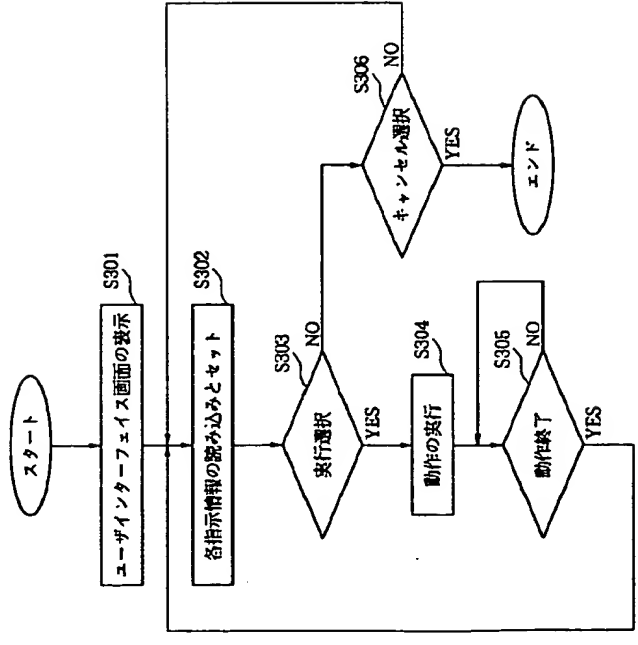 スタート
ユーザインターフェイス画面の表示
S301
各指示情報の読み込みとセット
S302
実行選択
S303
NO
YES
動作の実行
S304
動作終了
S305
NO
YES
キャンセル選択
S306
NO
YES
エンド